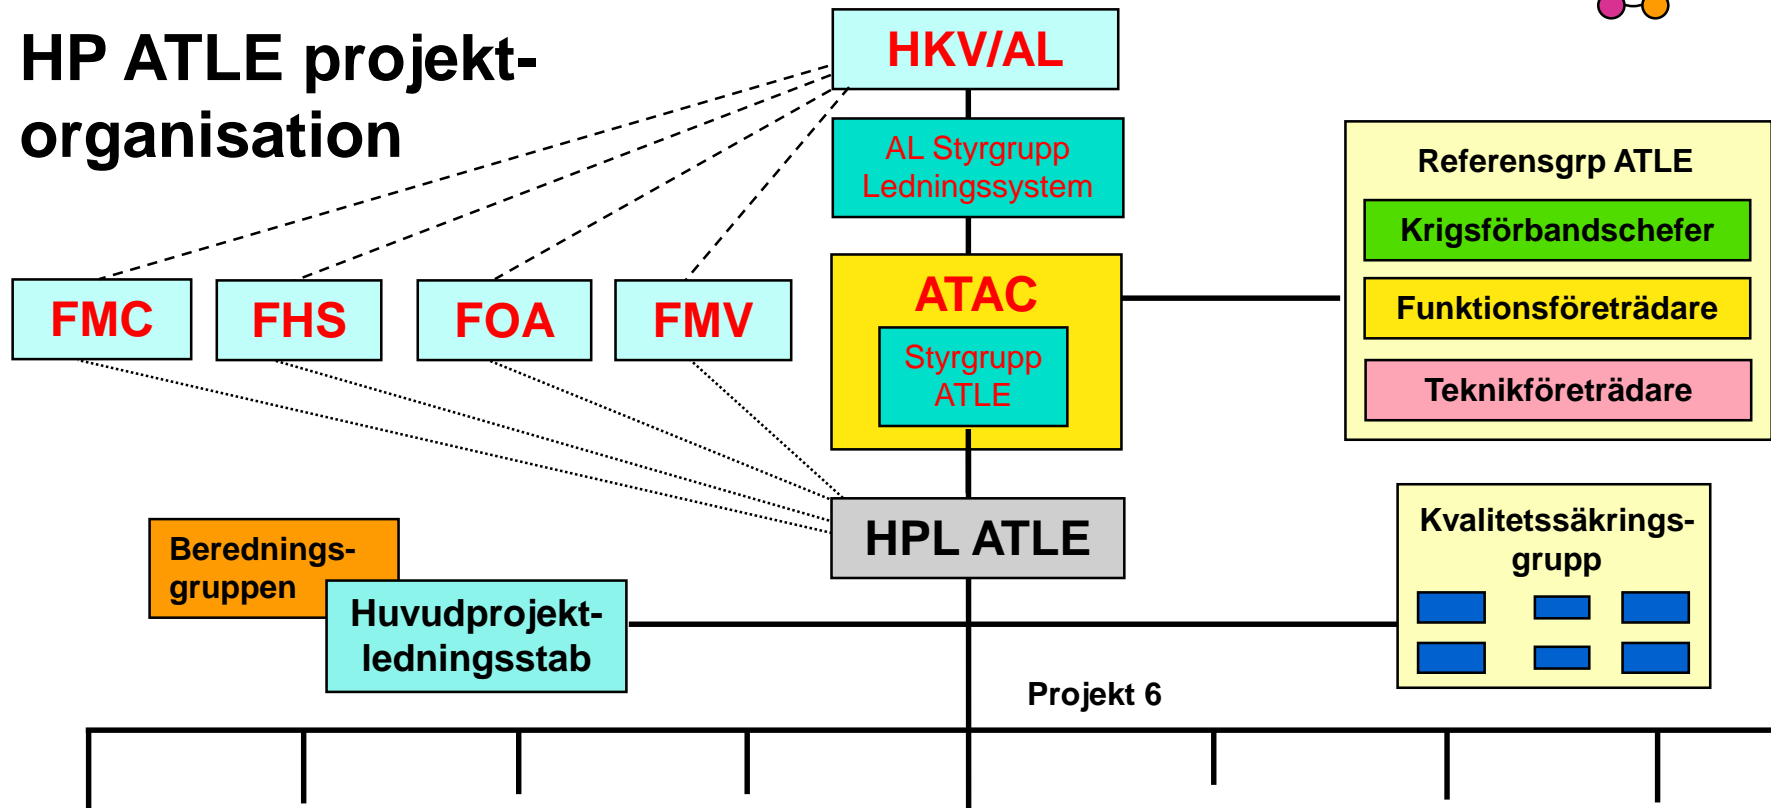 HP ATLE projekt-
organisation
HKV/AL
AL Styrgrupp
Ledningssystem
Referensgrp ATLE
Krigsförbandschefer
Funktionsföreträdare
Teknikföreträdare
FMC
FHS
FOA
FMV
ATAC
Styrgrupp
ATLE
HPL ATLE
Kvalitetssäkrings-
grupp
Berednings-
gruppen
Huvudprojekt-
ledningsstab
Projekt 6